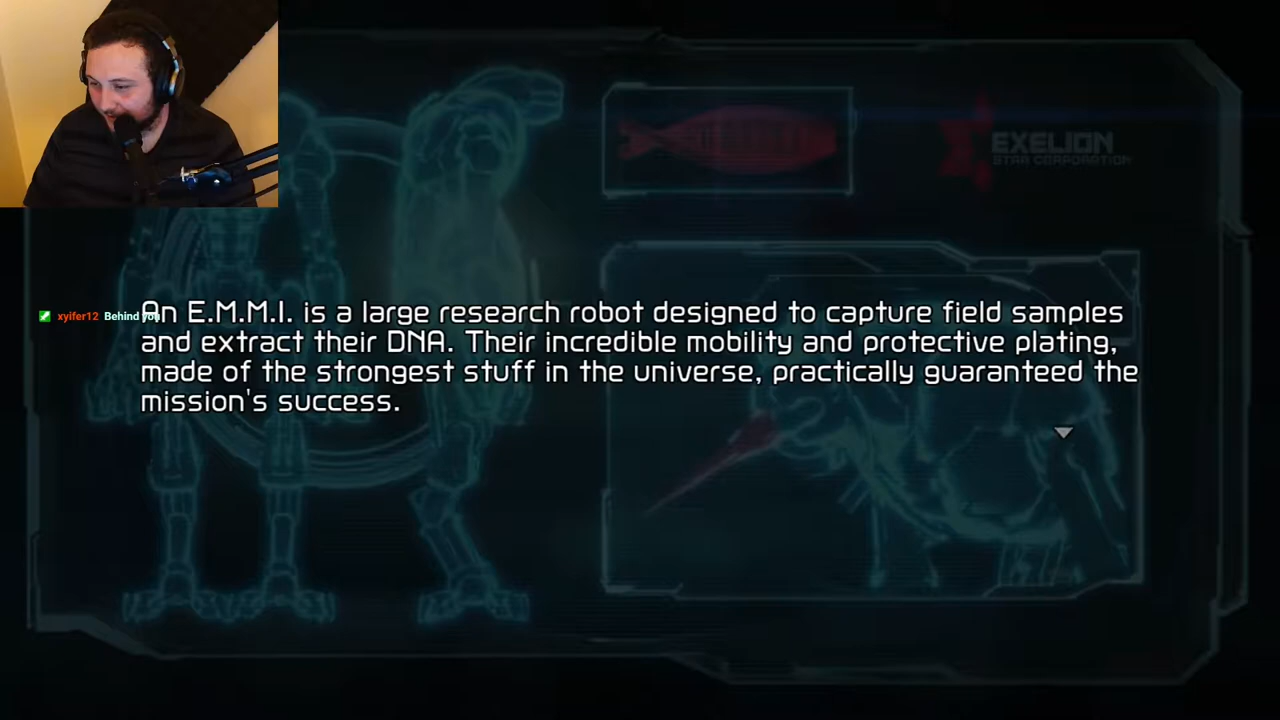 EXELION
STAR CORPORATION
xyifer12 Behind you
An E.M.M.I. is a large research robot designed to capture field samples
and extract their DNA. Their incredible mobility and protective plating,
made of the strongest stuff in the universe, practically guaranteed the
mission's success.